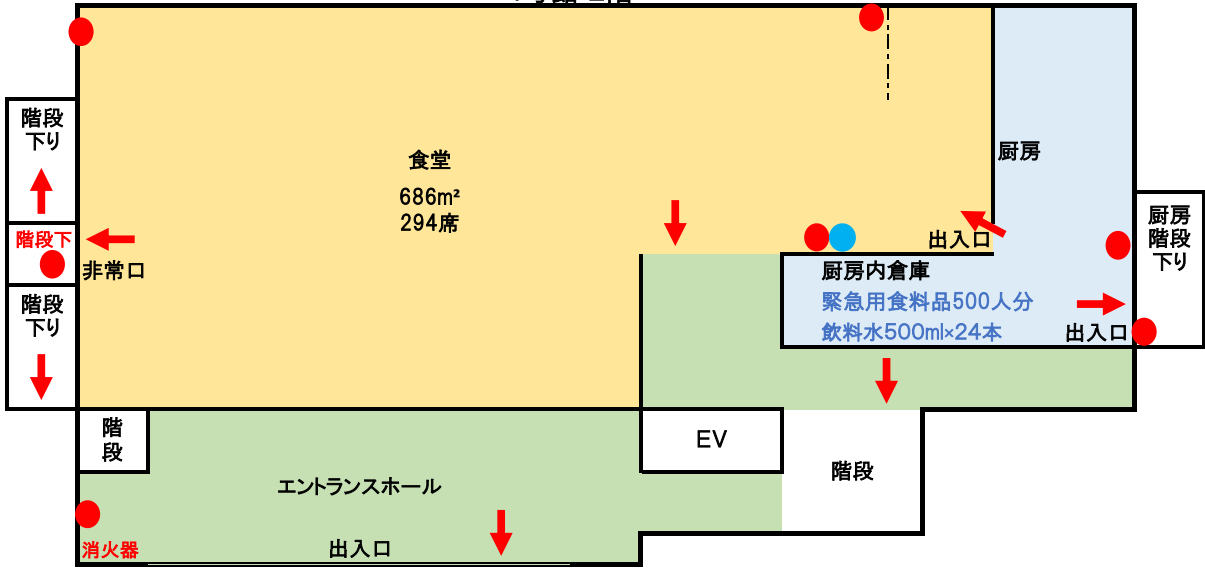 階段
下り
食堂
686m²
294席
厨房
階段下
非常口
出入口
厨房
階段
下り
階段
下り
厨房内倉庫
緊急用食料品500人分
飲料水500ml×24本
出入口
階
段
EV
階段
エントランスホール
消火器
出入口